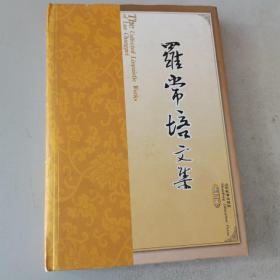 The Collected Linguistic Works
of Luo Changpei
羅常培文集